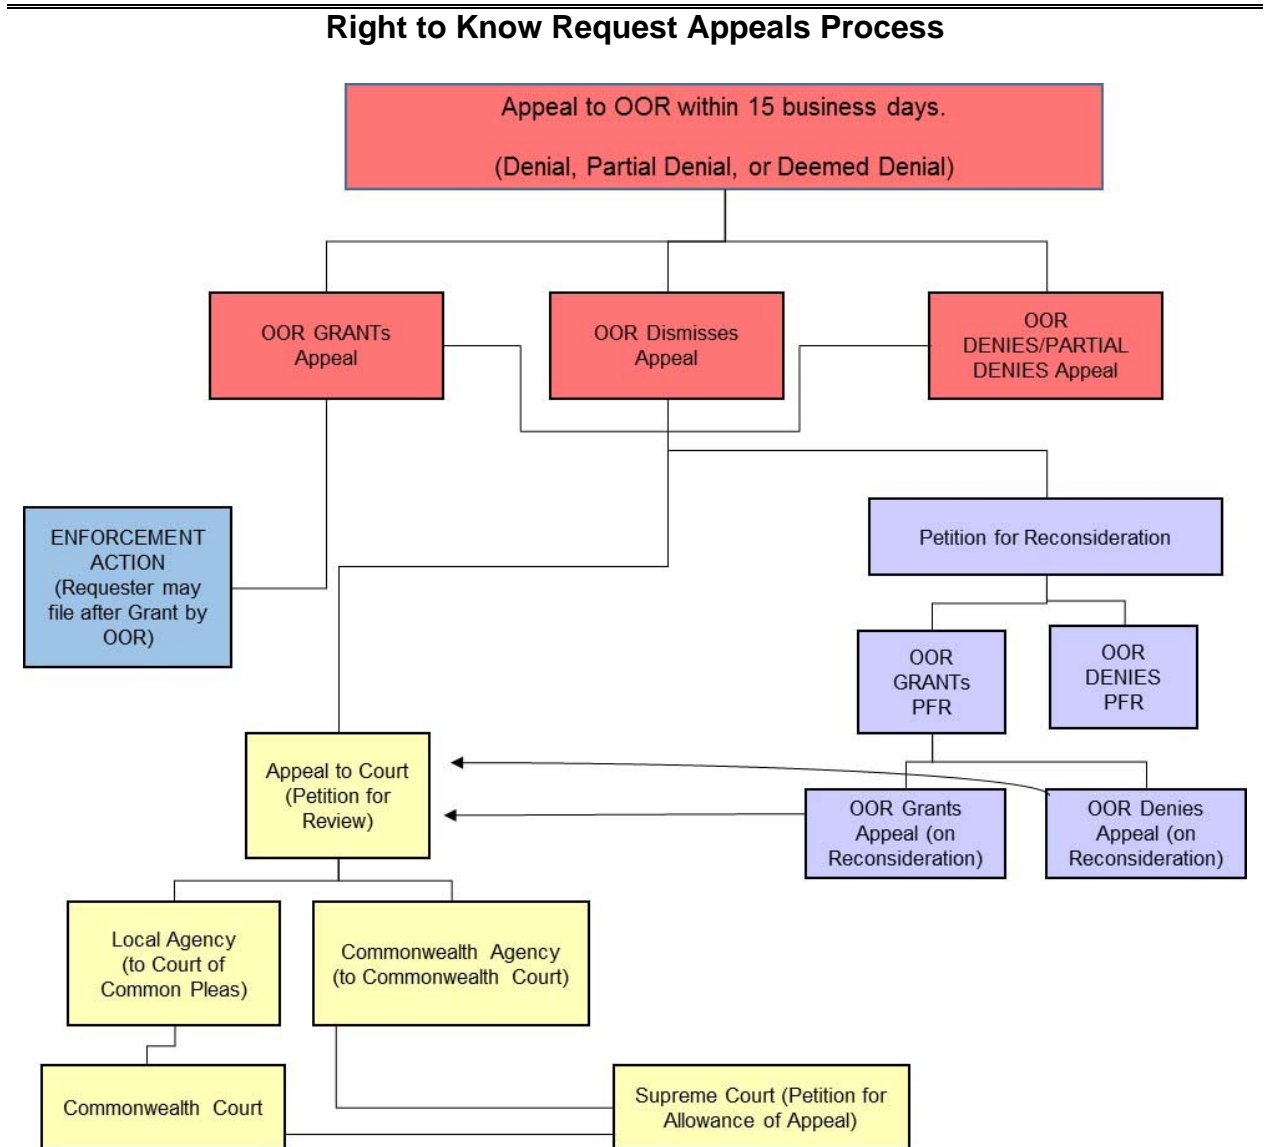 Right to Know Request Appeals Process
Appeal to OOR within 15 business days.
(Denial, Partial Denial, or Deemed Denial)
OOR GRANTs
Appeal
OOR Dismisses
Appeal
OOR
DENIES/PARTIAL
DENIES Appeal
ENFORCEMENT
ACTION
(Requester may
file after Grant by
OOR)
Petition for Reconsideration
OOR
GRANTs
PFR
OOR
DENIES
PFR
Appeal to Court
(Petition for
Review)
OOR Grants
Appeal (on
Reconsideration)
OOR Denies
Appeal (on
Reconsideration)
Local Agency
(to Court of
Common Pleas)
Commonwealth Agency
(to Commonwealth Court)
Commonwealth Court
Supreme Court (Petition for
Allowance of Appeal)